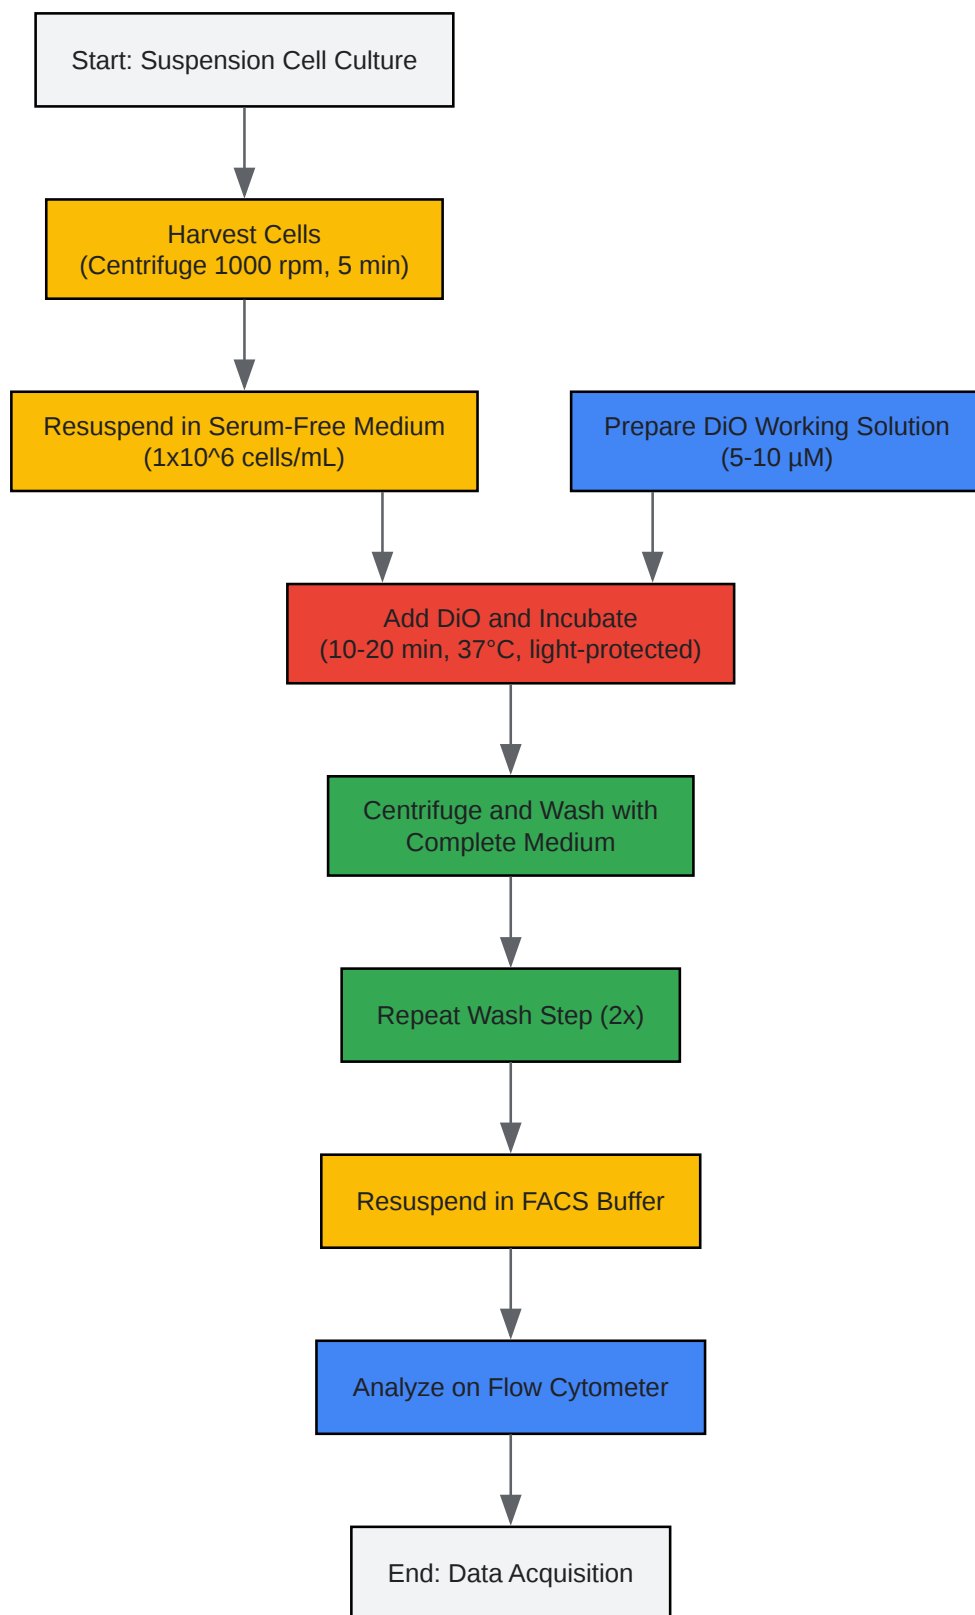 Start: Suspension Cell Culture
Harvest Cells
(Centrifuge 1000 rpm, 5 min)
Resuspend in Serum-Free Medium
(1x10^6 cells/mL)
Prepare DiO Working Solution
(5-10 µM)
Add DiO and Incubate
(10-20 min, 37°C, light-protected)
Centrifuge and Wash with
Complete Medium
Repeat Wash Step (2x)
Resuspend in FACS Buffer
Analyze on Flow Cytometer
End: Data Acquisition